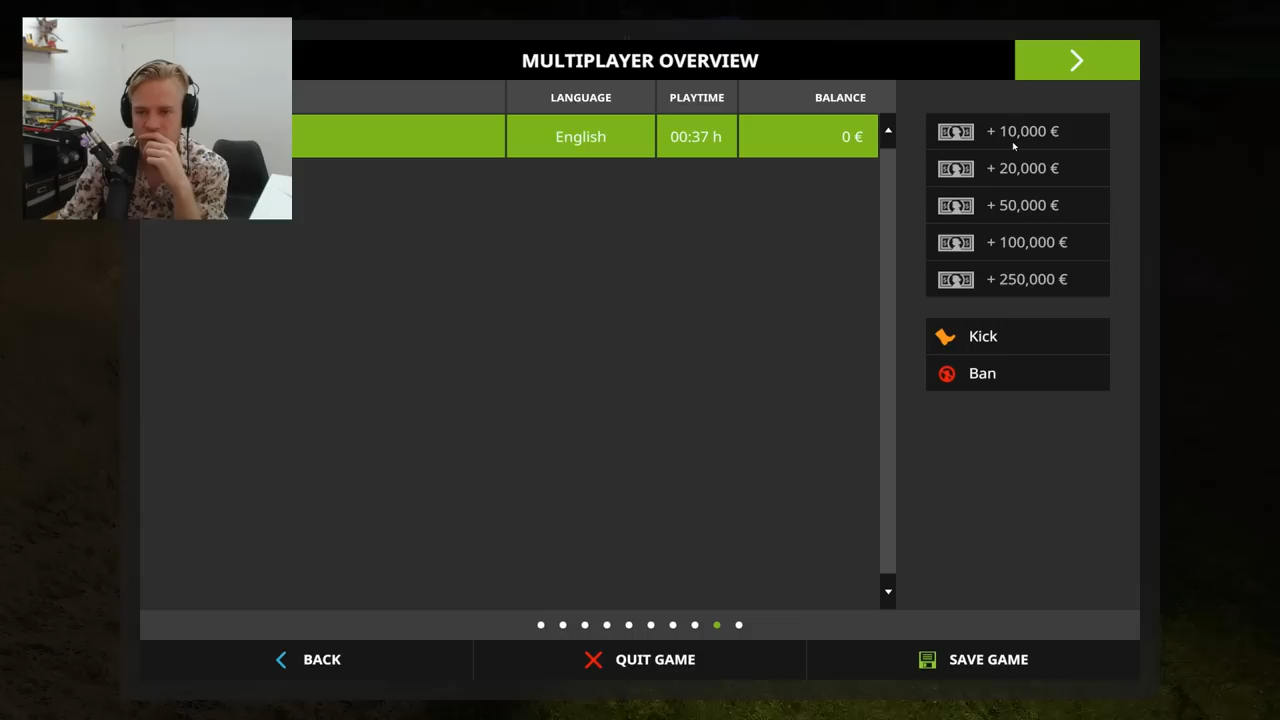 MULTIPLAYER OVERVIEW
LANGUAGE PLAYTIME BALANCE
English 00:37 h 0 €
+ 10,000 €
+ 20,000 €
+ 50,000 €
+ 100,000 €
+ 250,000 €
Kick
Ban
BACK QUIT GAME SAVE GAME